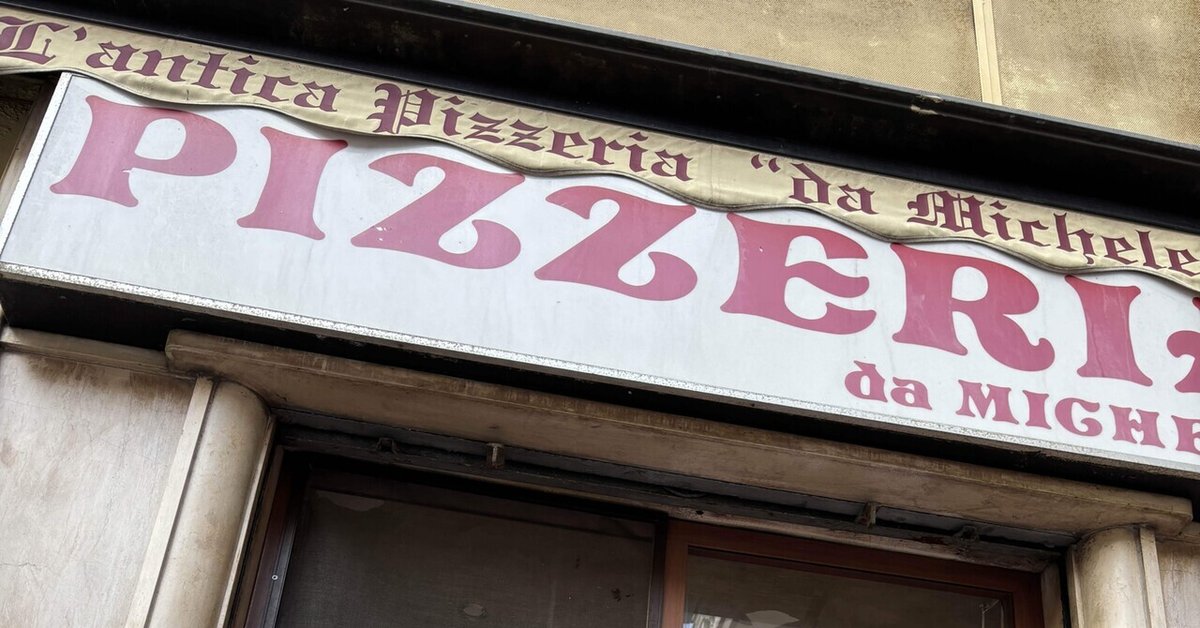 L'antica Pizzeria "da Michele
PIZZERIA
da MICHE